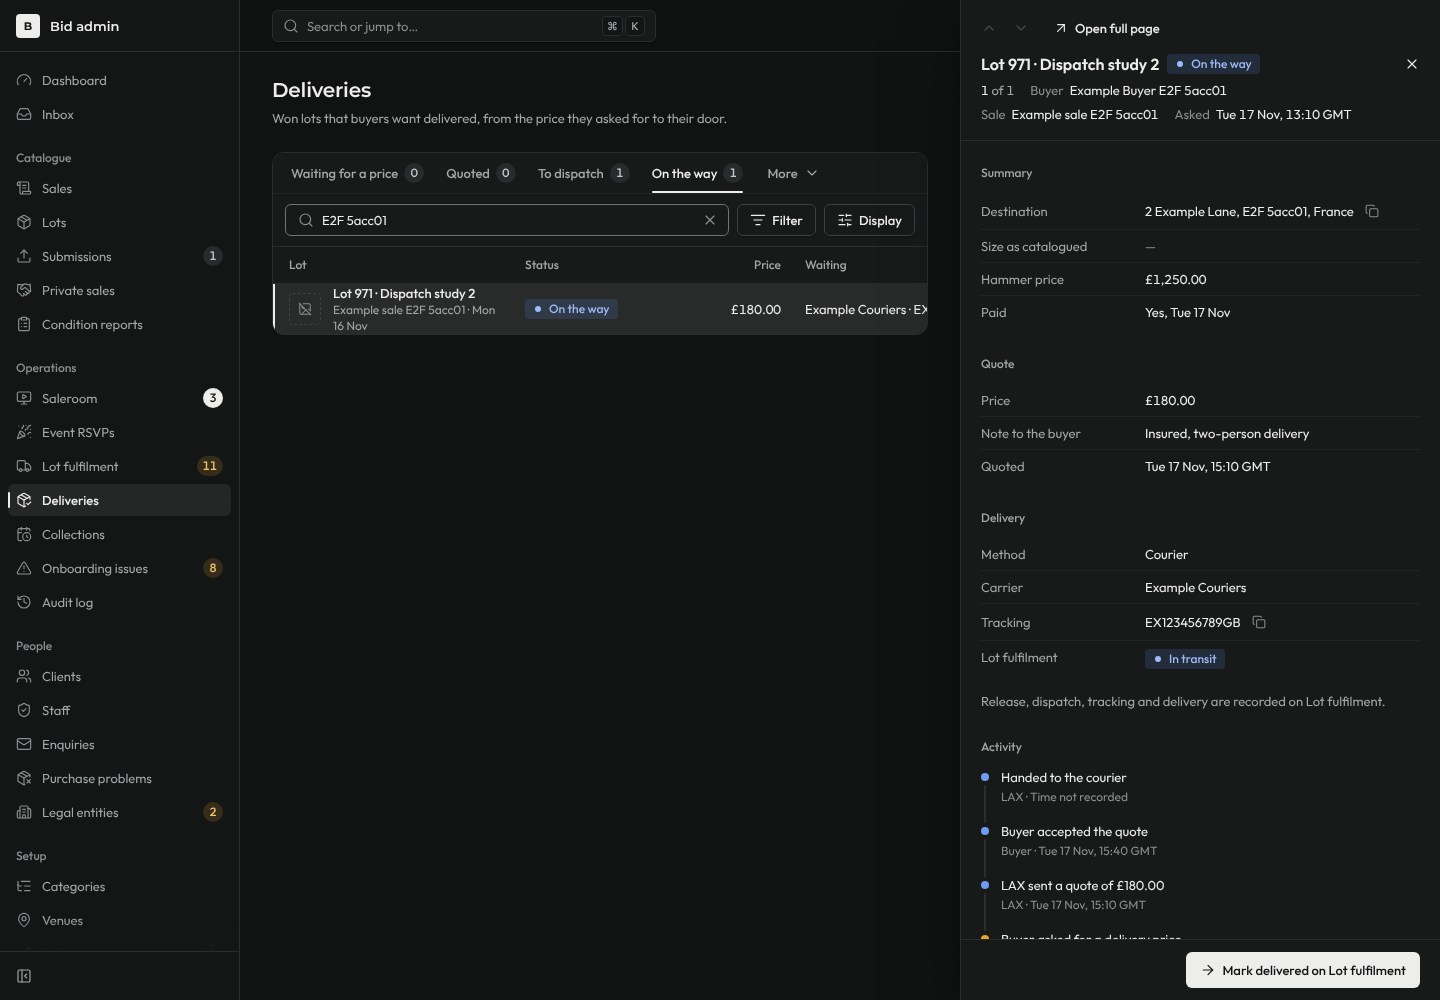 B Bid admin
Search or jump to…
⌘ K
Dashboard
Inbox
Catalogue
Sales
Lots
Submissions 1
Private sales
Condition reports
Operations
Saleroom 3
Event RSVPs
Lot fulfilment 11
Deliveries
Collections
Onboarding issues 8
Audit log
People
Clients
Staff
Enquiries
Purchase problems
Legal entities 2
Setup
Categories
Venues
Deliveries
Won lots that buyers want delivered, from the price they asked for to their door.
Waiting for a price 0 Quoted 0 To dispatch 1 On the way 1 More
E2F 5acc01
Filter
Display
Lot Status Price Waiting
Lot 971 · Dispatch study 2
Example sale E2F 5acc01 · Mon
16 Nov
On the way
£180.00
Example Couriers · EX
Open full page
Lot 971 · Dispatch study 2 On the way
1 of 1 Buyer Example Buyer E2F 5acc01
Sale Example sale E2F 5acc01 Asked Tue 17 Nov, 13:10 GMT
Summary
Destination 2 Example Lane, E2F 5acc01, France
Size as catalogued —
Hammer price £1,250.00
Paid Yes, Tue 17 Nov
Quote
Price £180.00
Note to the buyer Insured, two-person delivery
Quoted Tue 17 Nov, 15:10 GMT
Delivery
Method Courier
Carrier Example Couriers
Tracking EX123456789GB
Lot fulfilment In transit
Release, dispatch, tracking and delivery are recorded on Lot fulfilment.
Activity
Handed to the courier
LAX · Time not recorded
Buyer accepted the quote
Buyer · Tue 17 Nov, 15:40 GMT
LAX sent a quote of £180.00
LAX · Tue 17 Nov, 15:10 GMT
Buyer asked for a delivery price
Mark delivered on Lot fulfilment